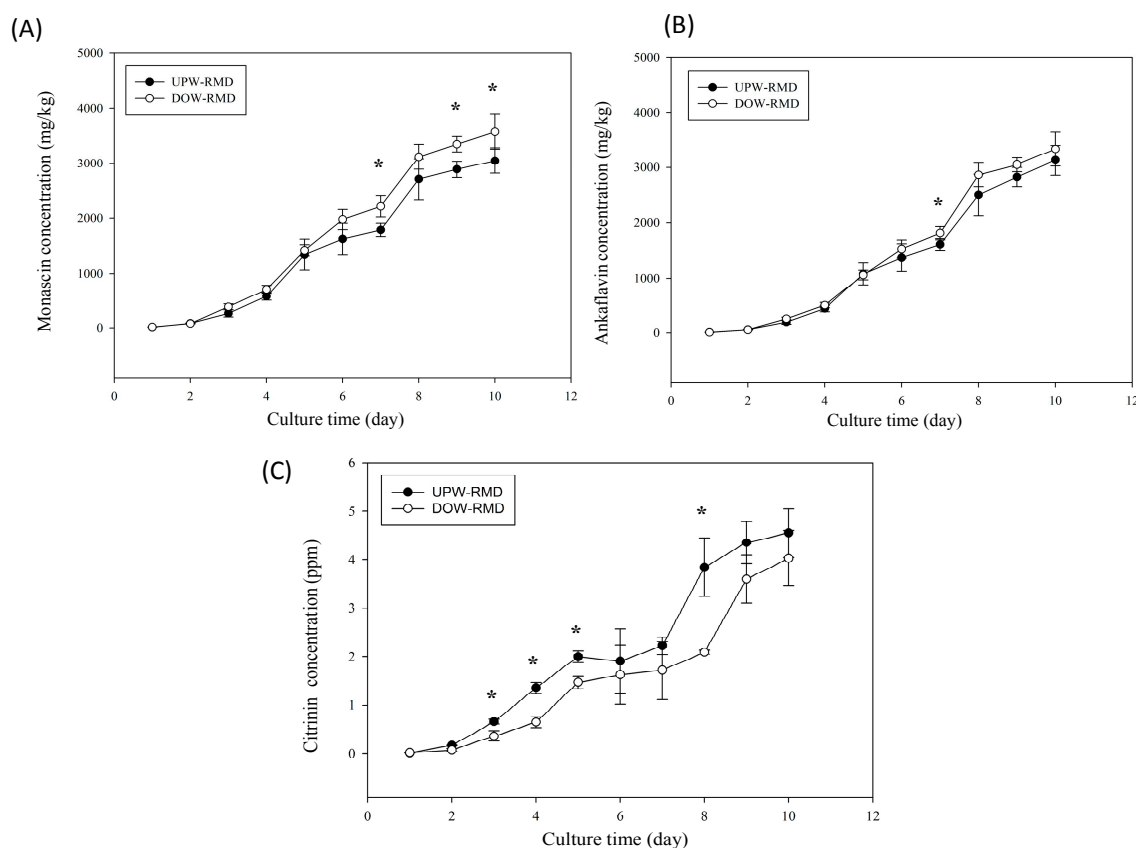 (A)
5000
4000
3000
2000
1000
0
Monascin concentration (mg/kg)
UPW-RMD
DOW-RMD
*
*
*
0 2 4 6 8 10 12
Culture time (day)
(B)
5000
4000
3000
2000
1000
0
Ankaflavin concentration (mg/kg)
UPW-RMD
DOW-RMD
*
0 2 4 6 8 10 12
Culture time (day)
(C)
6
5
4
3
2
1
0
Citrinin concentration (ppm)
UPW-RMD
DOW-RMD
*
*
*
*
0 2 4 6 8 10 12
Culture time (day)